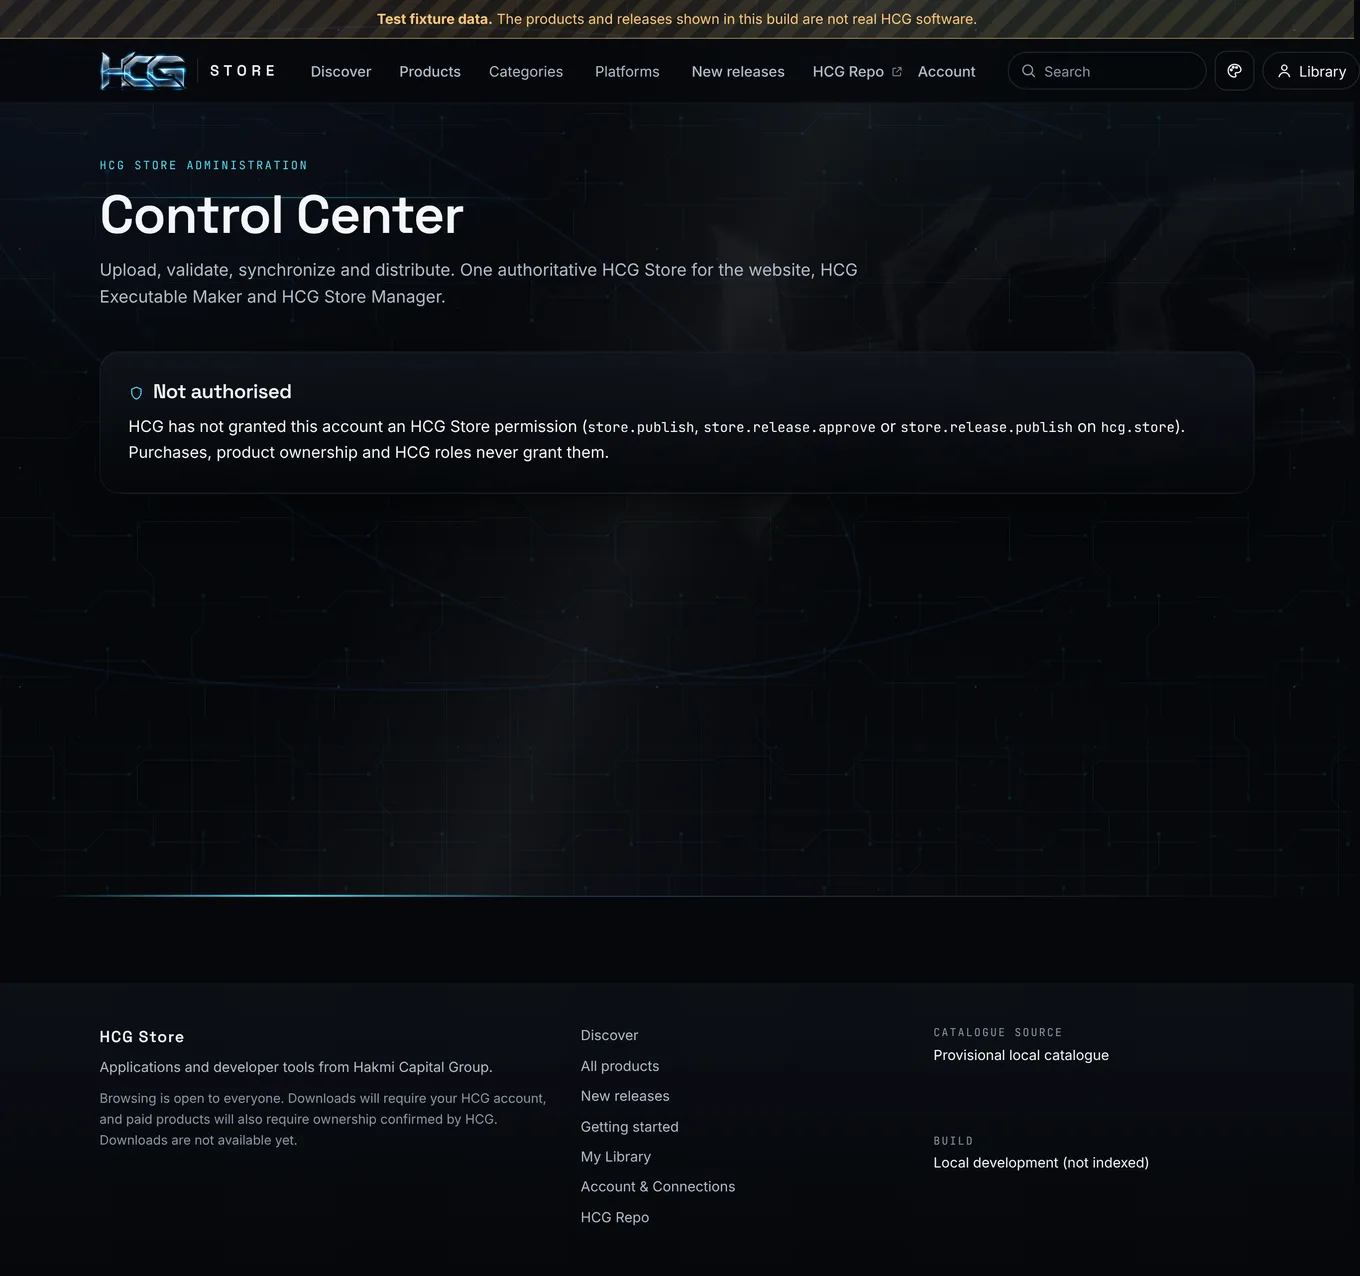 Test fixture data. The products and releases shown in this build are not real HCG software.
HCG STORE Discover Products Categories Platforms New releases HCG Repo Account Search Library
HCG STORE ADMINISTRATION
Control Center
Upload, validate, synchronize and distribute. One authoritative HCG Store for the website, HCG
Executable Maker and HCG Store Manager.
Not authorised
HCG has not granted this account an HCG Store permission (store.publish, store.release.approve or store.release.publish on hcg.store).
Purchases, product ownership and HCG roles never grant them.
HCG Store
Applications and developer tools from Hakmi Capital Group.
Browsing is open to everyone. Downloads will require your HCG account,
and paid products will also require ownership confirmed by HCG.
Downloads are not available yet.
Discover
All products
New releases
Getting started
My Library
Account & Connections
HCG Repo
CATALOGUE SOURCE
Provisional local catalogue
BUILD
Local development (not indexed)